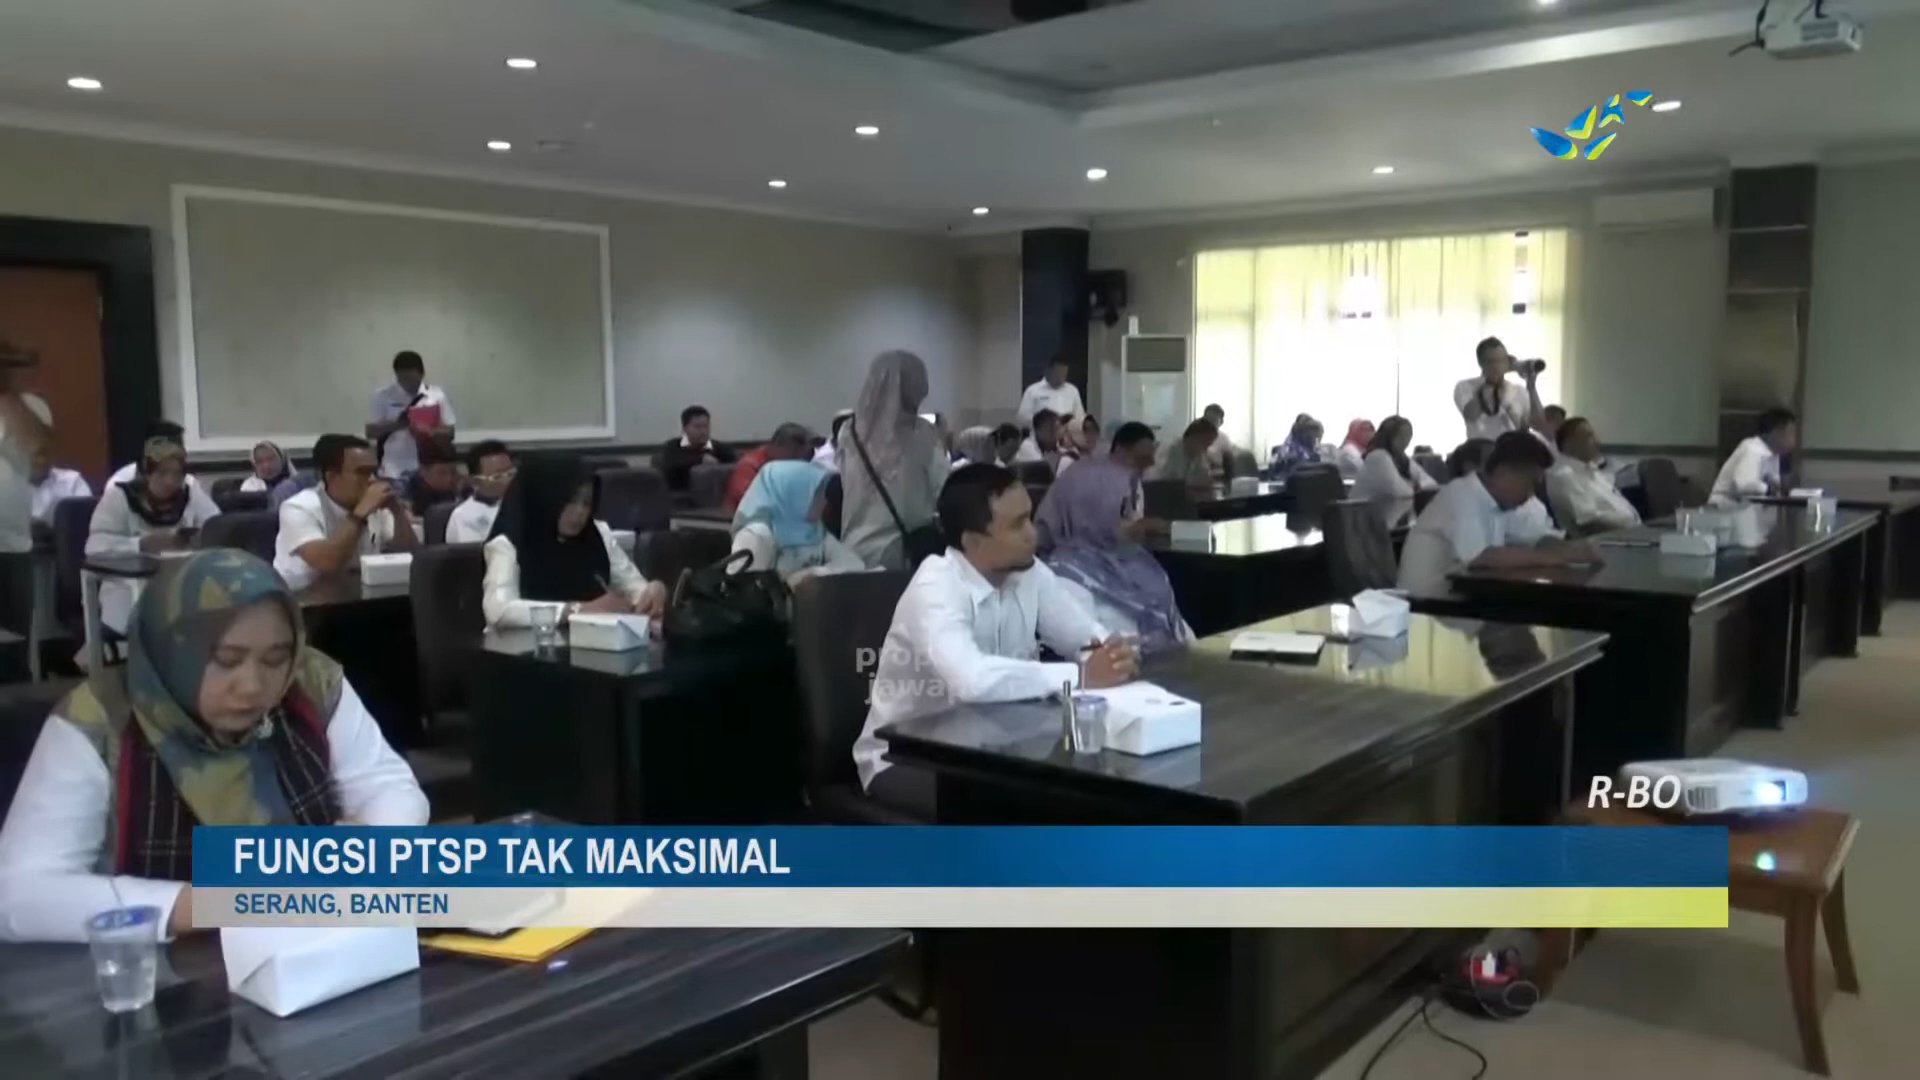 R-BO
FUNGSI PTSP TAK MAKSIMAL
SERANG, BANTEN